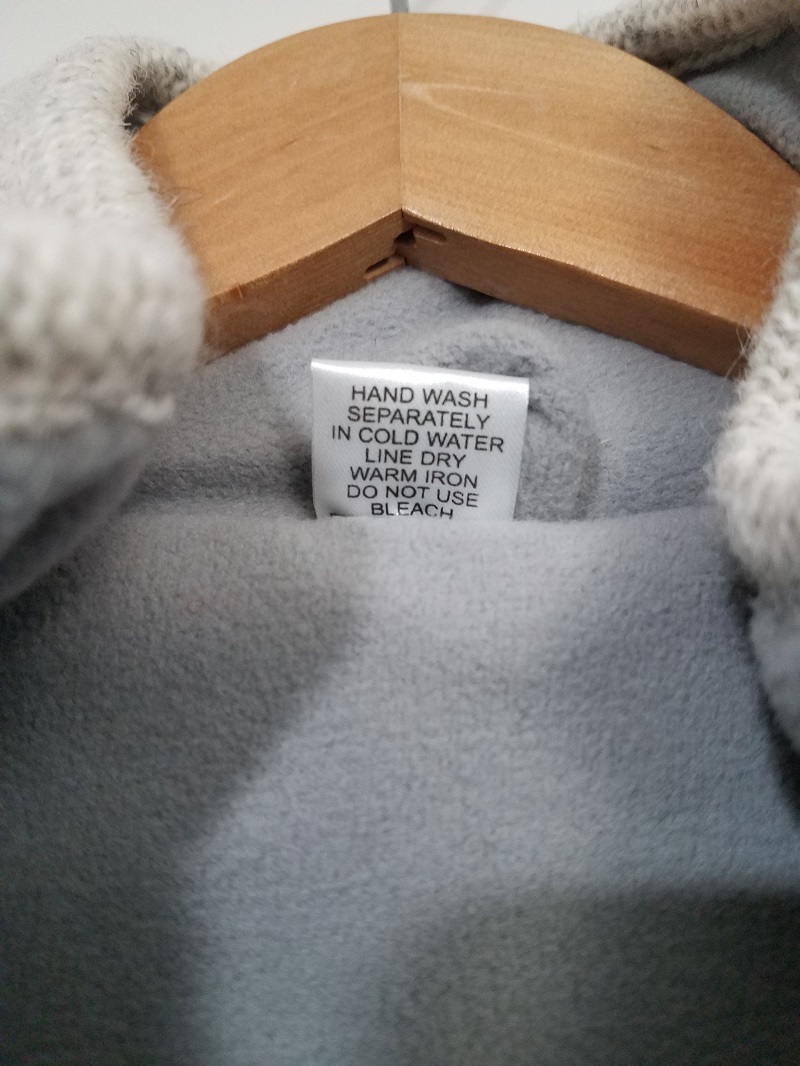 HAND WASH
SEPARATELY
IN COLD WATER
LINE DRY
WARM IRON
DO NOT USE
BLEACH